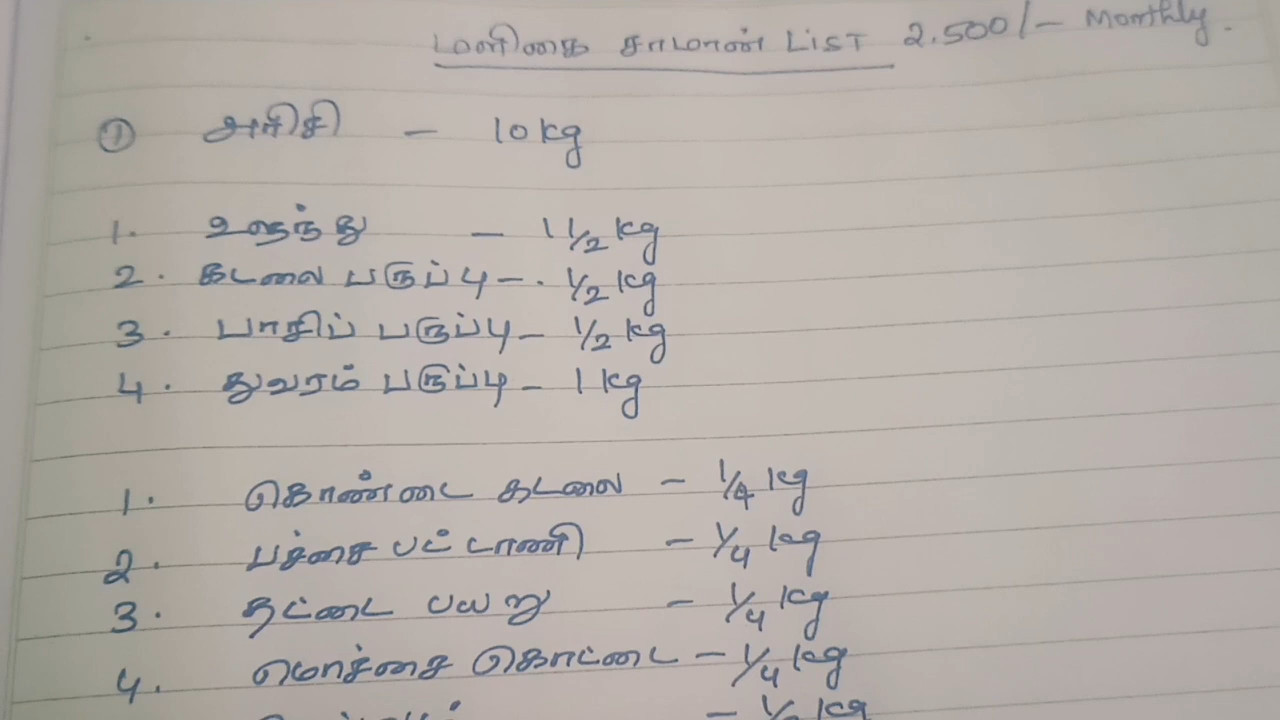 மளிகை சாமான் LIST 2.500/- Monthly.
① அரிசி - 10 kg
1. உளுந்து - 1 1/2 kg
2. கடலை பருப்பு - . 1/2 kg
3. பாசிப் பருப்பு - 1/2 kg
4. துவரம் பருப்பு - 1 kg
1. கொண்டை கடலை - 1/4 kg
2. பச்சை பட்டாணி - 1/4 kg
3. தட்டை பயறு - 1/4 kg
4. மொச்சை கொட்டை - 1/4 kg